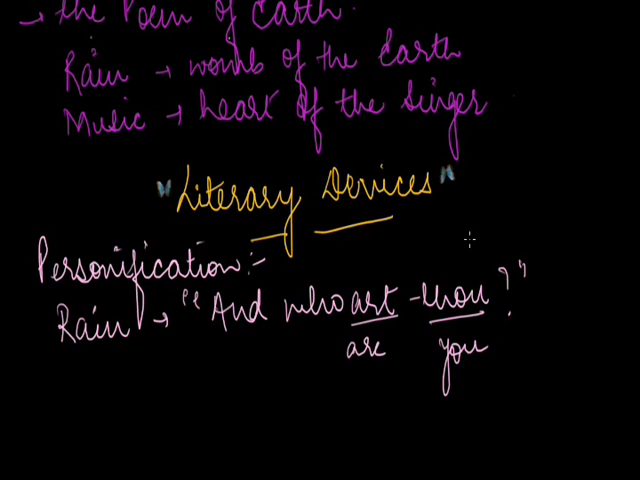 → the Poem of Earth.
Rain → womb of the Earth
Music → heart of the Singer
"Literary Devices"
Personification:-
Rain → "And who art thou?"
are you